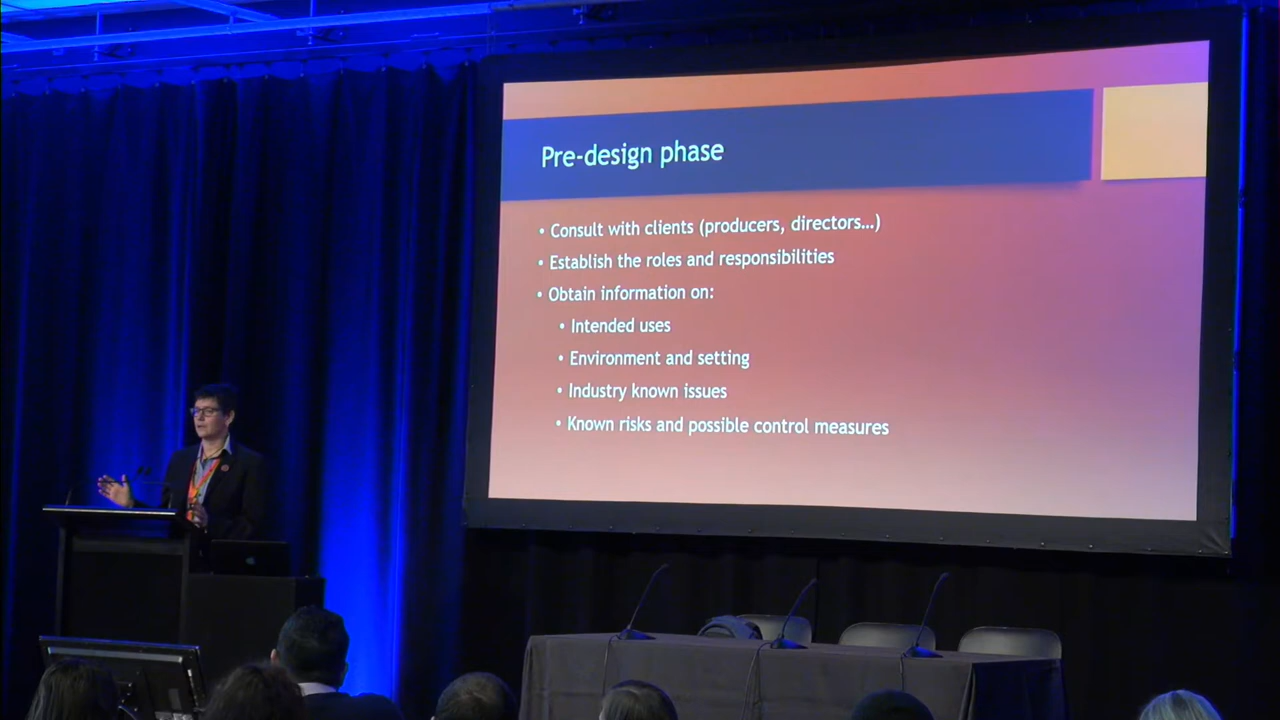 Pre-design phase
• Consult with clients (producers, directors...)
• Establish the roles and responsibilities
• Obtain information on:
• Intended uses
• Environment and setting
• Industry known issues
• Known risks and possible control measures